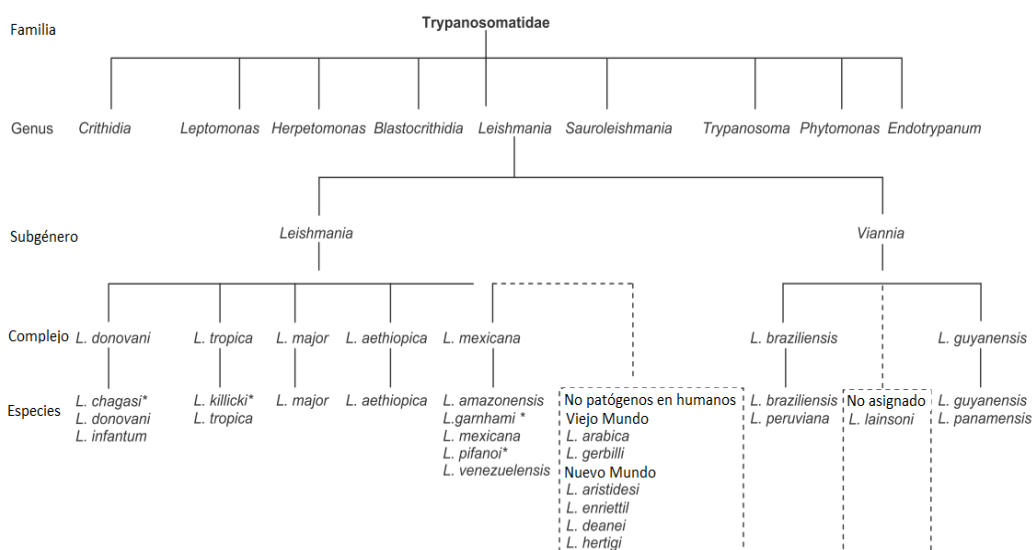 Familia
Trypanosomatidae
Genus Crithidia Leptomonas Herpetomonas Blastocrithidia Leishmania Sauroleishmania Trypanosoma Phytomonas Endotrypanum
Subgénero Leishmania Viannia
Complejo L. donovani L. tropica L. major L. aethiopica L. mexicana L. braziliensis L. guyanensis
Especies
L. chagasi*
L. donovani
L. infantum
L. killicki*
L. tropica
L. major
L. aethiopica
L. amazonensis
L.garnhami *
L. mexicana
L. pifanoi*
L. venezuelensis
No patógenos en humanos
Viejo Mundo
L. arabica
L. gerbilli
Nuevo Mundo
L. aristidesi
L. enriettil
L. deanei
L. hertigi
L. braziliensis
L. peruviana
No asignado
L. lainsoni
L. guyanensis
L. panamensis